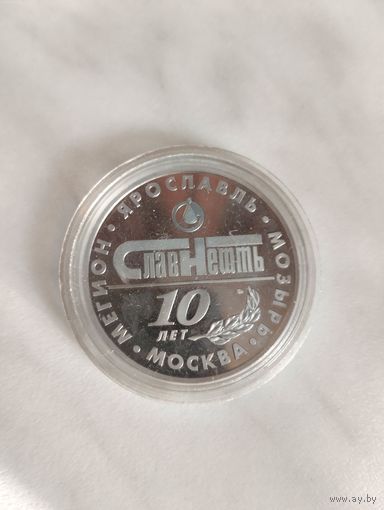 МЕГИОН • ЯРОСЛАВЛЬ • МОЗЫРЬ • МОСКВА •
СЛАВНЕФТЬ
10
ЛЕТ
www.ay.by